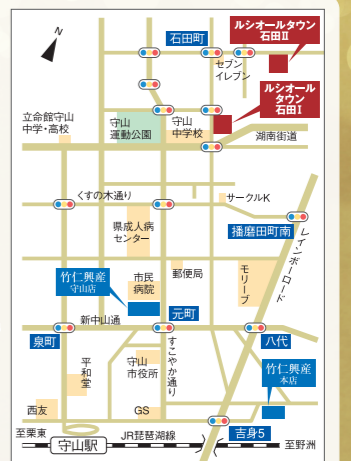 N
石田町
ルシオールタウン
石田Ⅱ
セブン
イレブン
ルシオール
タウン
石田Ⅰ
立命館守山
中学・高校
守山
運動公園
守山
中学校
湖南街道
くすの木通り
サークルK
県成人病
センター
播磨田町南
レインボーロード
竹仁興産
守山店
市民
病院
郵便局
モリーブ
新中山通
元町
泉町
八代
すこやか通り
平和堂
守山
市役所
竹仁興産
本店
西友
GS
吉身5
至栗東
守山駅
JR琵琶湖線
至野洲